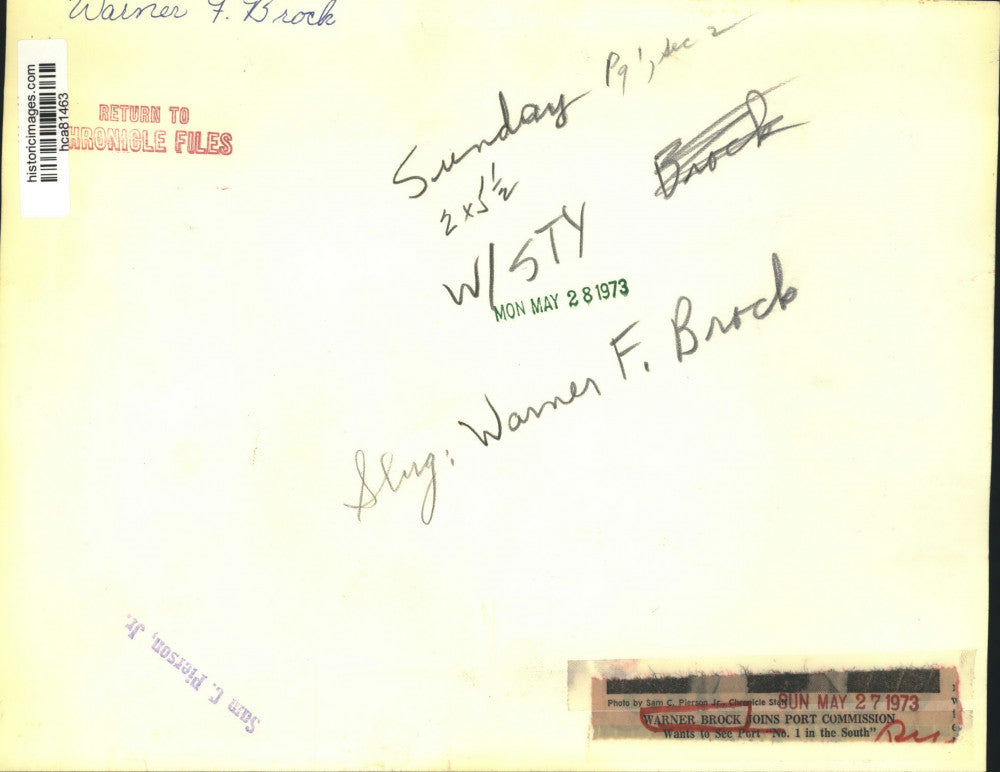 Warner F. Brock
historicimages.com
hca81463
RETURN TO
CHRONICLE FILES
Pg 1, sec 2
Sunday
2 x 5 1/2
Brock
W/STY
MON MAY 28 1973
Slug: Warner F. Brock
Sam C. Pierson, Jr.
Photo by Sam C. Pierson Jr., Chronicle Staff
SUN MAY 27 1973
WARNER BROCK JOINS PORT COMMISSION
Wants to See Port "No. 1 in the South"